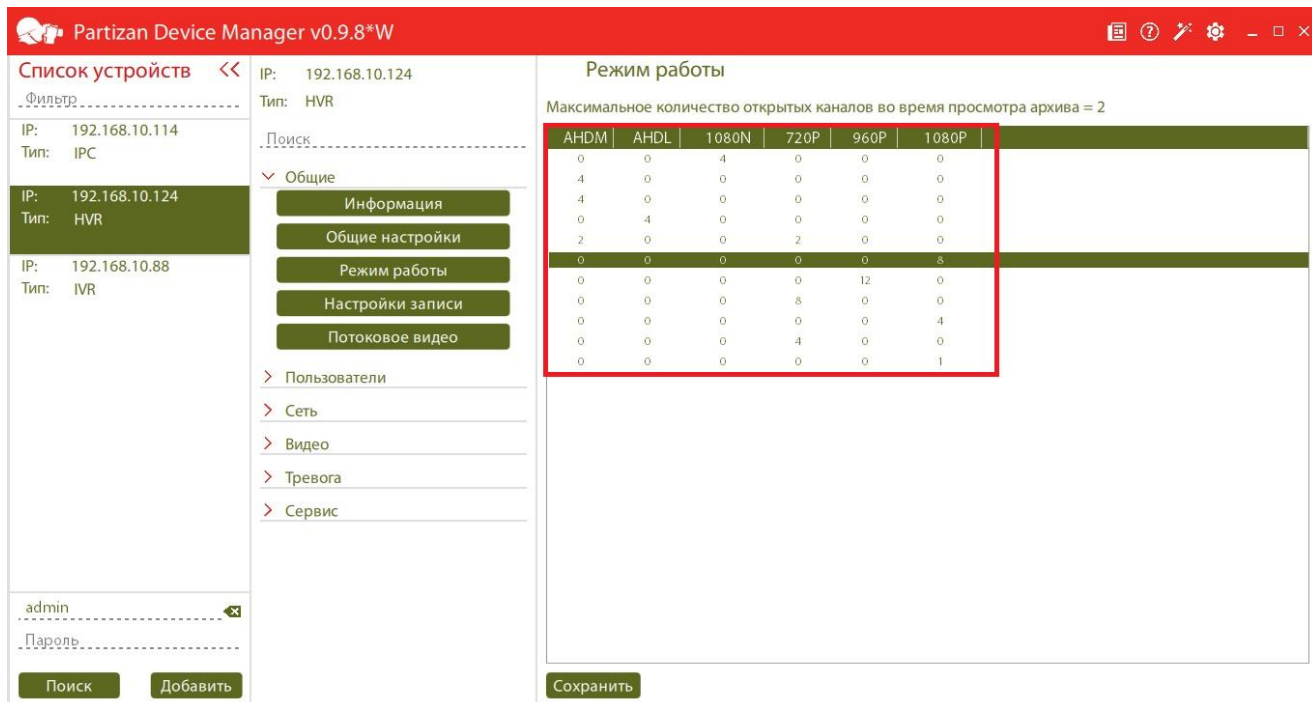 Partizan Device Manager v0.9.8*W
Список устройств <<
Фильтр
IP: 192.168.10.114
Тип: IPC
IP: 192.168.10.124
Тип: HVR
IP: 192.168.10.88
Тип: IVR
admin
Пароль
Поиск Добавить
IP: 192.168.10.124
Тип: HVR
Поиск
Общие
Информация
Общие настройки
Режим работы
Настройки записи
Потоковое видео
Пользователи
Сеть
Видео
Тревога
Сервис
Режим работы
Максимальное количество открытых каналов во время просмотра архива = 2
AHDM AHDL 1080N 720P 960P 1080P
0 0 4 0 0 0
4 0 0 0 0 0
4 0 0 0 0 0
0 4 0 0 0 0
2 0 0 2 0 0
0 0 0 0 0 8
0 0 0 0 12 0
0 0 0 8 0 0
0 0 0 0 0 4
0 0 0 4 0 0
0 0 0 0 0 1
Сохранить